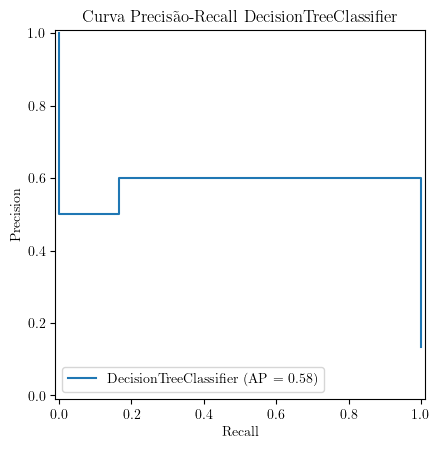 Curva Precisão-Recall DecisionTreeClassifier
1.0
0.8
0.6
0.4
0.2
0.0
Precision
DecisionTreeClassifier (AP = 0.58)
0.0 0.2 0.4 0.6 0.8 1.0
Recall